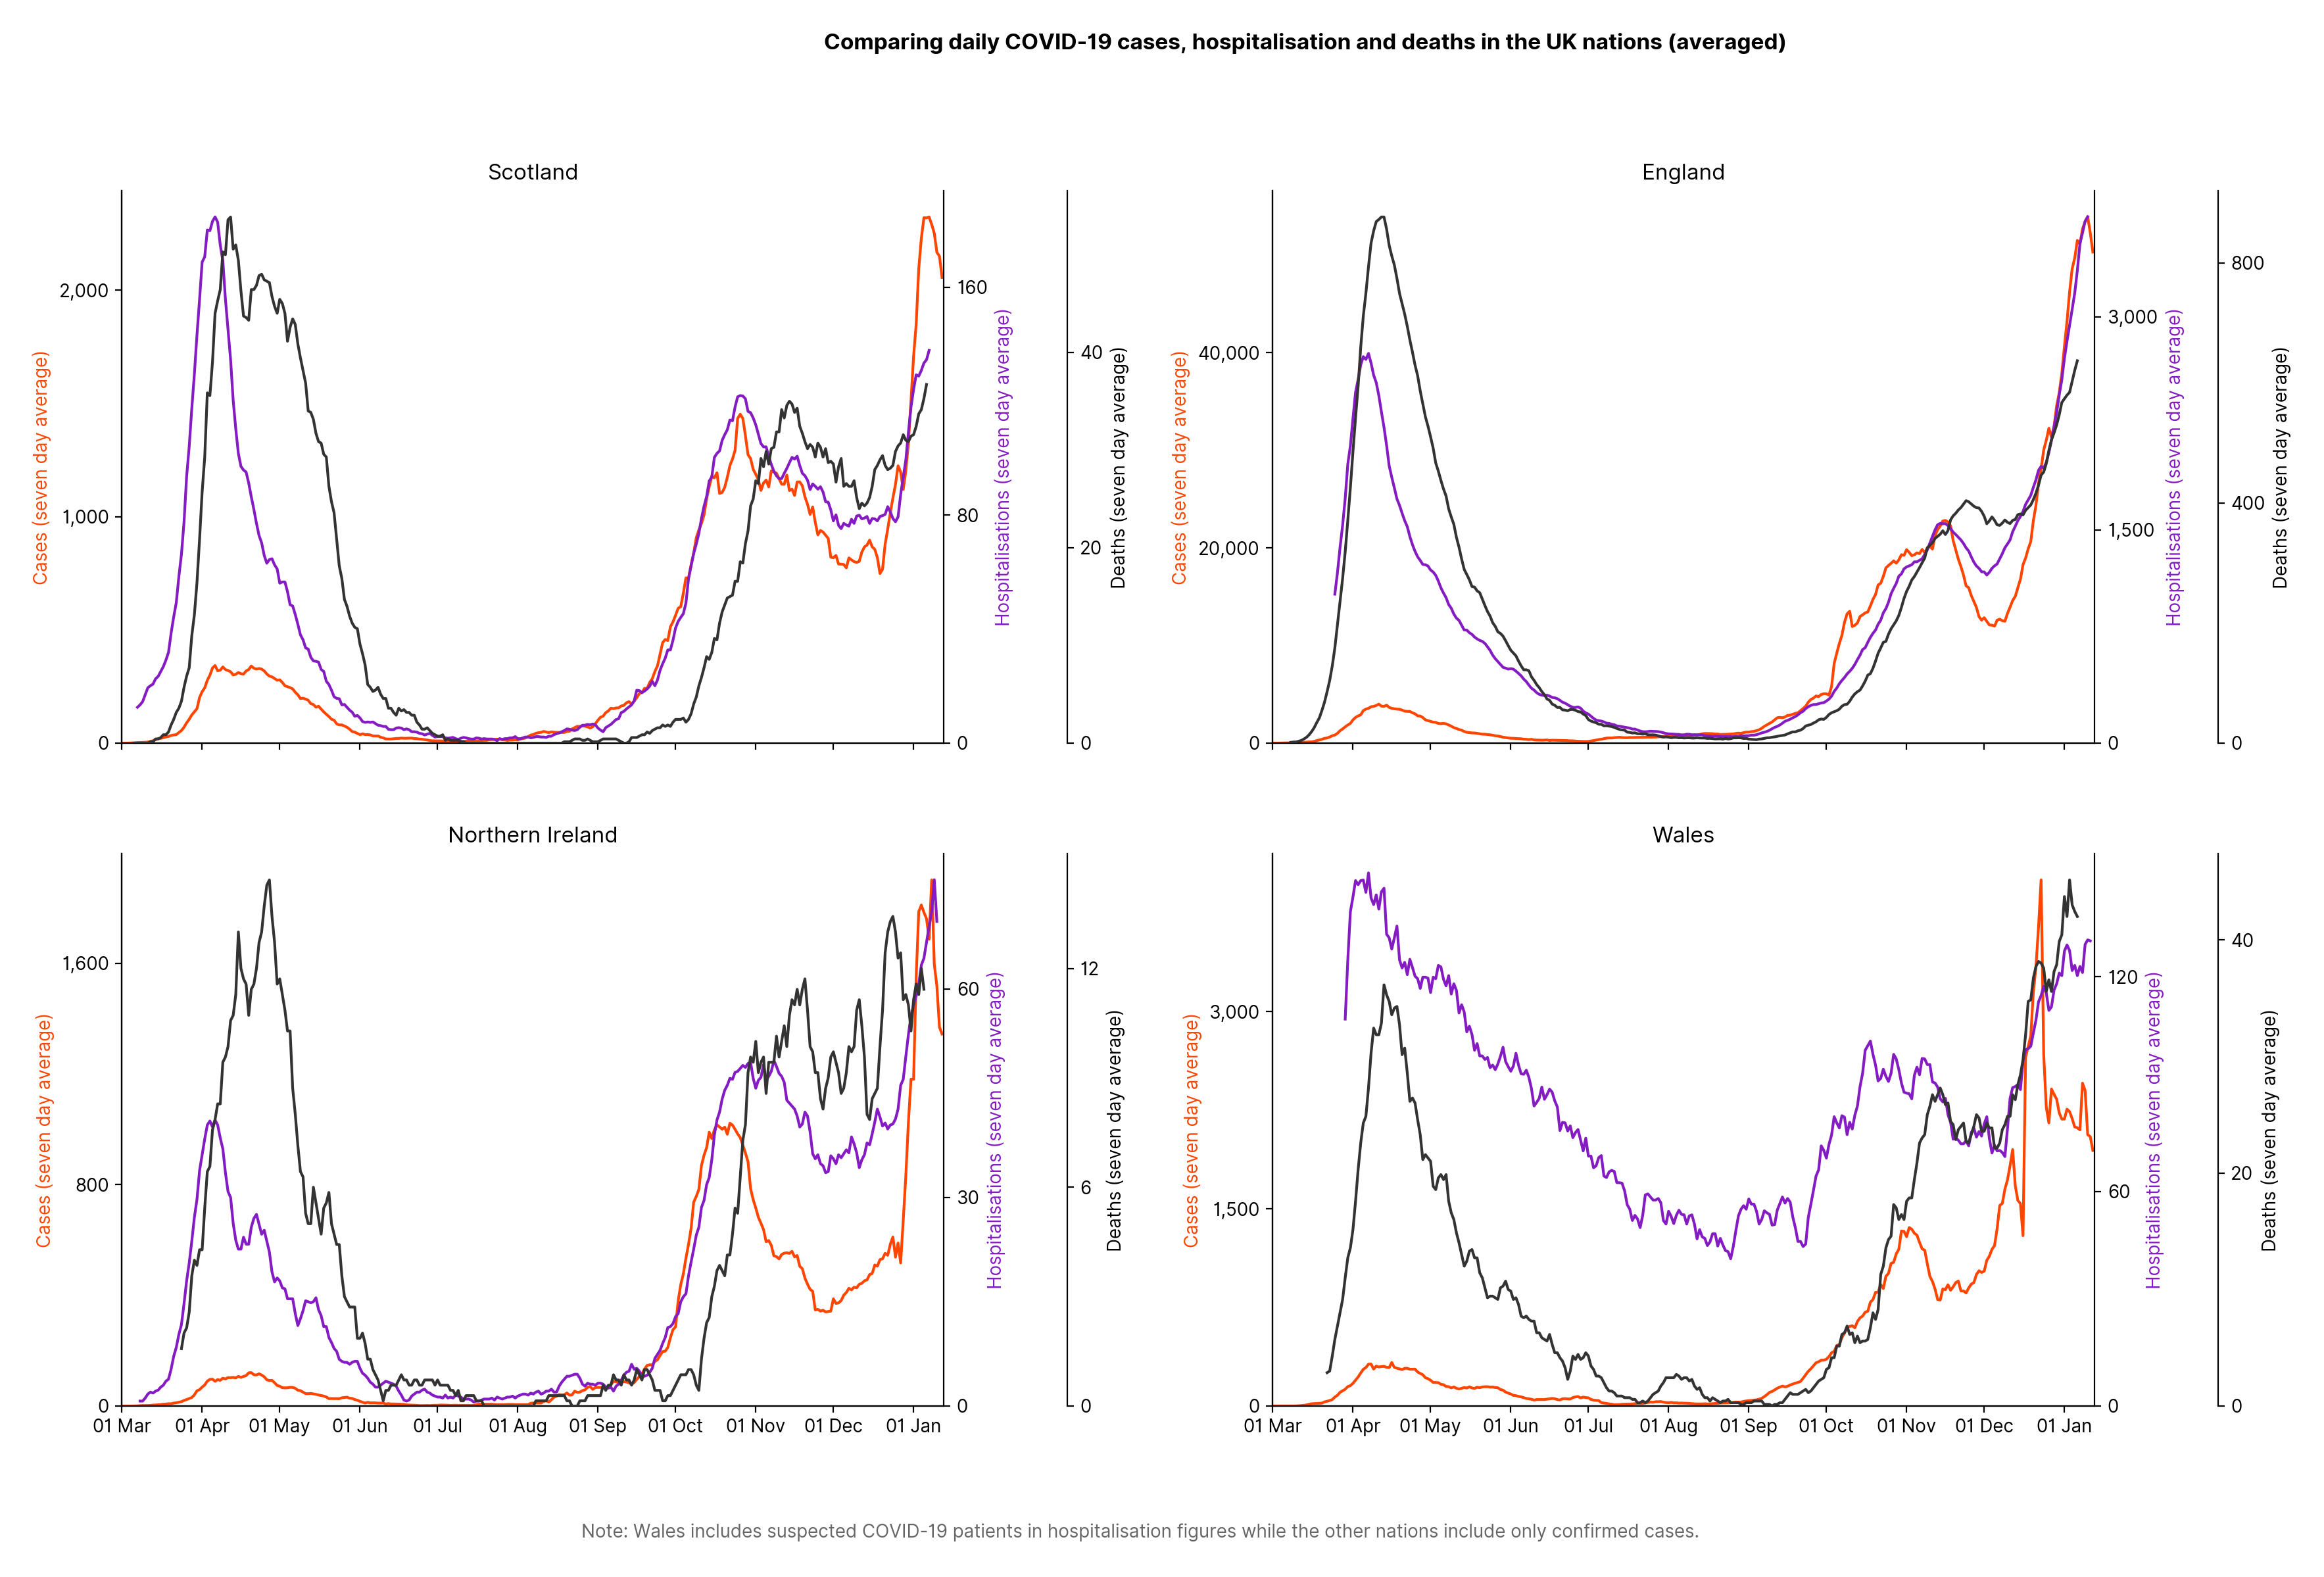 Comparing daily COVID-19 cases, hospitalisation and deaths in the UK nations (averaged)
Scotland
Cases (seven day average)
2,000
1,000
0
160
80
0
Hospitalisations (seven day average)
40
20
0
Deaths (seven day average)
England
Cases (seven day average)
40,000
20,000
0
3,000
1,500
0
Hospitalisations (seven day average)
800
400
0
Deaths (seven day average)
Northern Ireland
Cases (seven day average)
1,600
800
0
60
30
0
Hospitalisations (seven day average)
12
6
0
Deaths (seven day average)
01 Mar 01 Apr 01 May 01 Jun 01 Jul 01 Aug 01 Sep 01 Oct 01 Nov 01 Dec 01 Jan
Wales
Cases (seven day average)
3,000
1,500
0
120
60
0
Hospitalisations (seven day average)
40
20
0
Deaths (seven day average)
01 Mar 01 Apr 01 May 01 Jun 01 Jul 01 Aug 01 Sep 01 Oct 01 Nov 01 Dec 01 Jan
Note: Wales includes suspected COVID-19 patients in hospitalisation figures while the other nations include only confirmed cases.